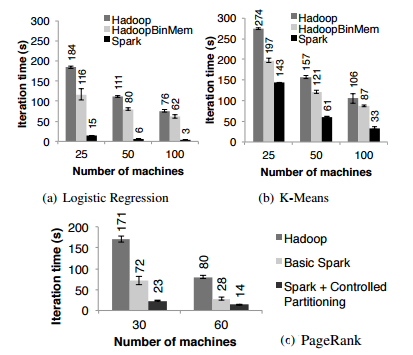 300
250
200
150
100
50
0
Iteration time (s)
Hadoop
HadoopBinMem
Spark
184
116
15
111
80
6
76
62
3
25 50 100
Number of machines
(a) Logistic Regression
300
250
200
150
100
50
0
Iteration time (s)
Hadoop
HadoopBinMem
Spark
274
197
143
157
121
61
106
87
33
25 50 100
Number of machines
(b) K-Means
200
150
100
50
0
Iteration time (s)
171
72
23
80
28
14
30 60
Number of machines
Hadoop
Basic Spark
Spark + Controlled
Partitioning
(c) PageRank